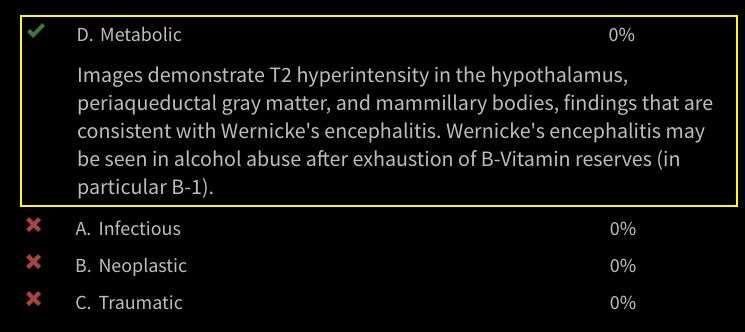 D. Metabolic 0%
Images demonstrate T2 hyperintensity in the hypothalamus,
periaqueductal gray matter, and mammillary bodies, findings that are
consistent with Wernicke's encephalitis. Wernicke's encephalitis may
be seen in alcohol abuse after exhaustion of B-Vitamin reserves (in
particular B-1).
A. Infectious 0%
B. Neoplastic 0%
C. Traumatic 0%